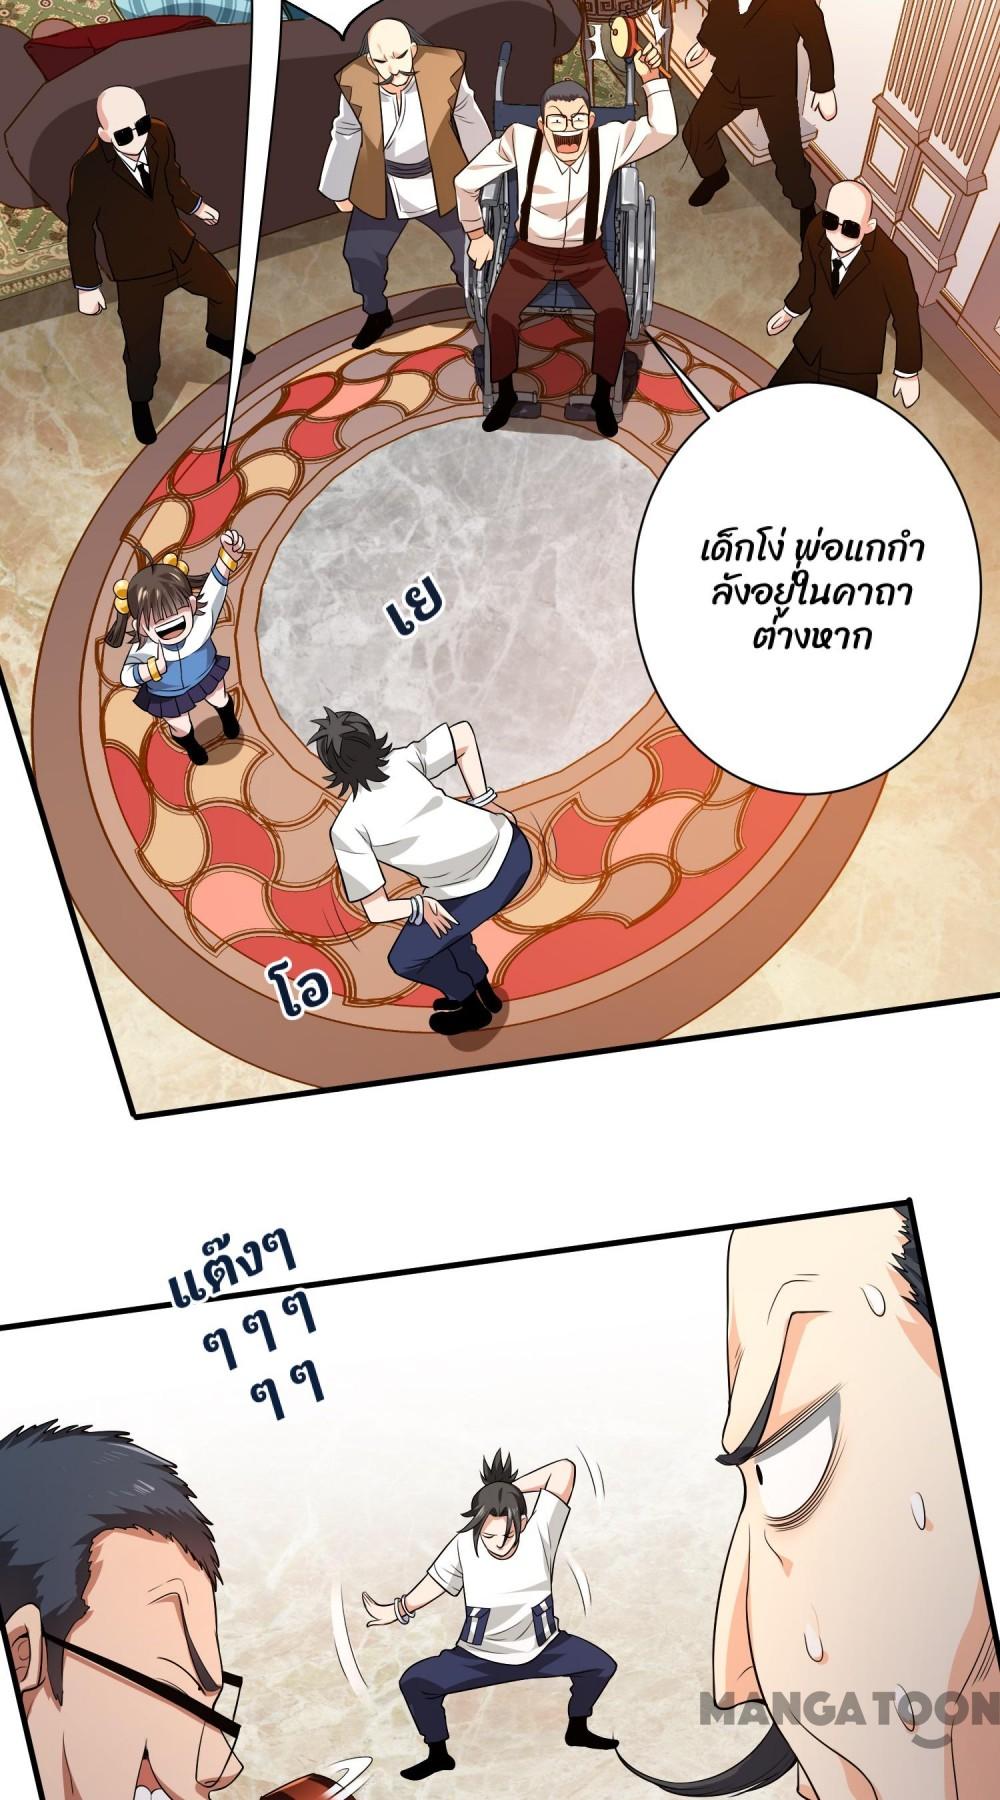 เด็กโง่ พ่อแกกำ
ลังอยู่ในคาถา
ต่างหาก
เย
โอ
แต๊งๆ
ๆๆๆ
ๆๆ
MANGATOON